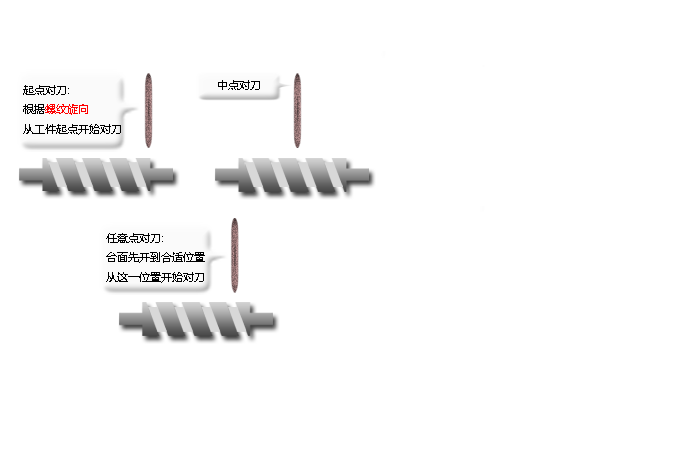 起点对刀:
根据螺纹旋向
从工件起点开始对刀
中点对刀
任意点对刀:
台面先开到合适位置
从这一位置开始对刀